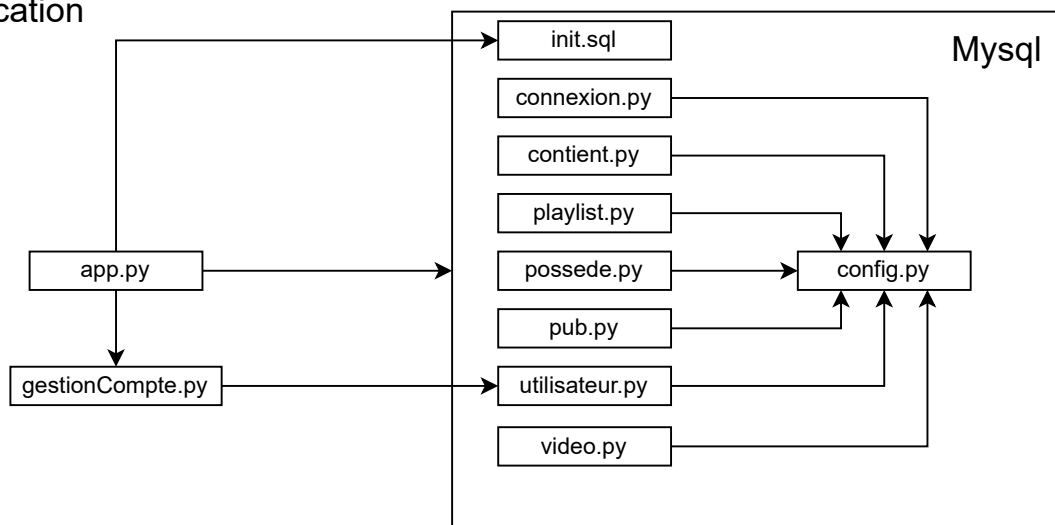 cation
init.sql
Mysql
connexion.py
contient.py
playlist.py
app.py
possede.py
config.py
pub.py
gestionCompte.py
utilisateur.py
video.py